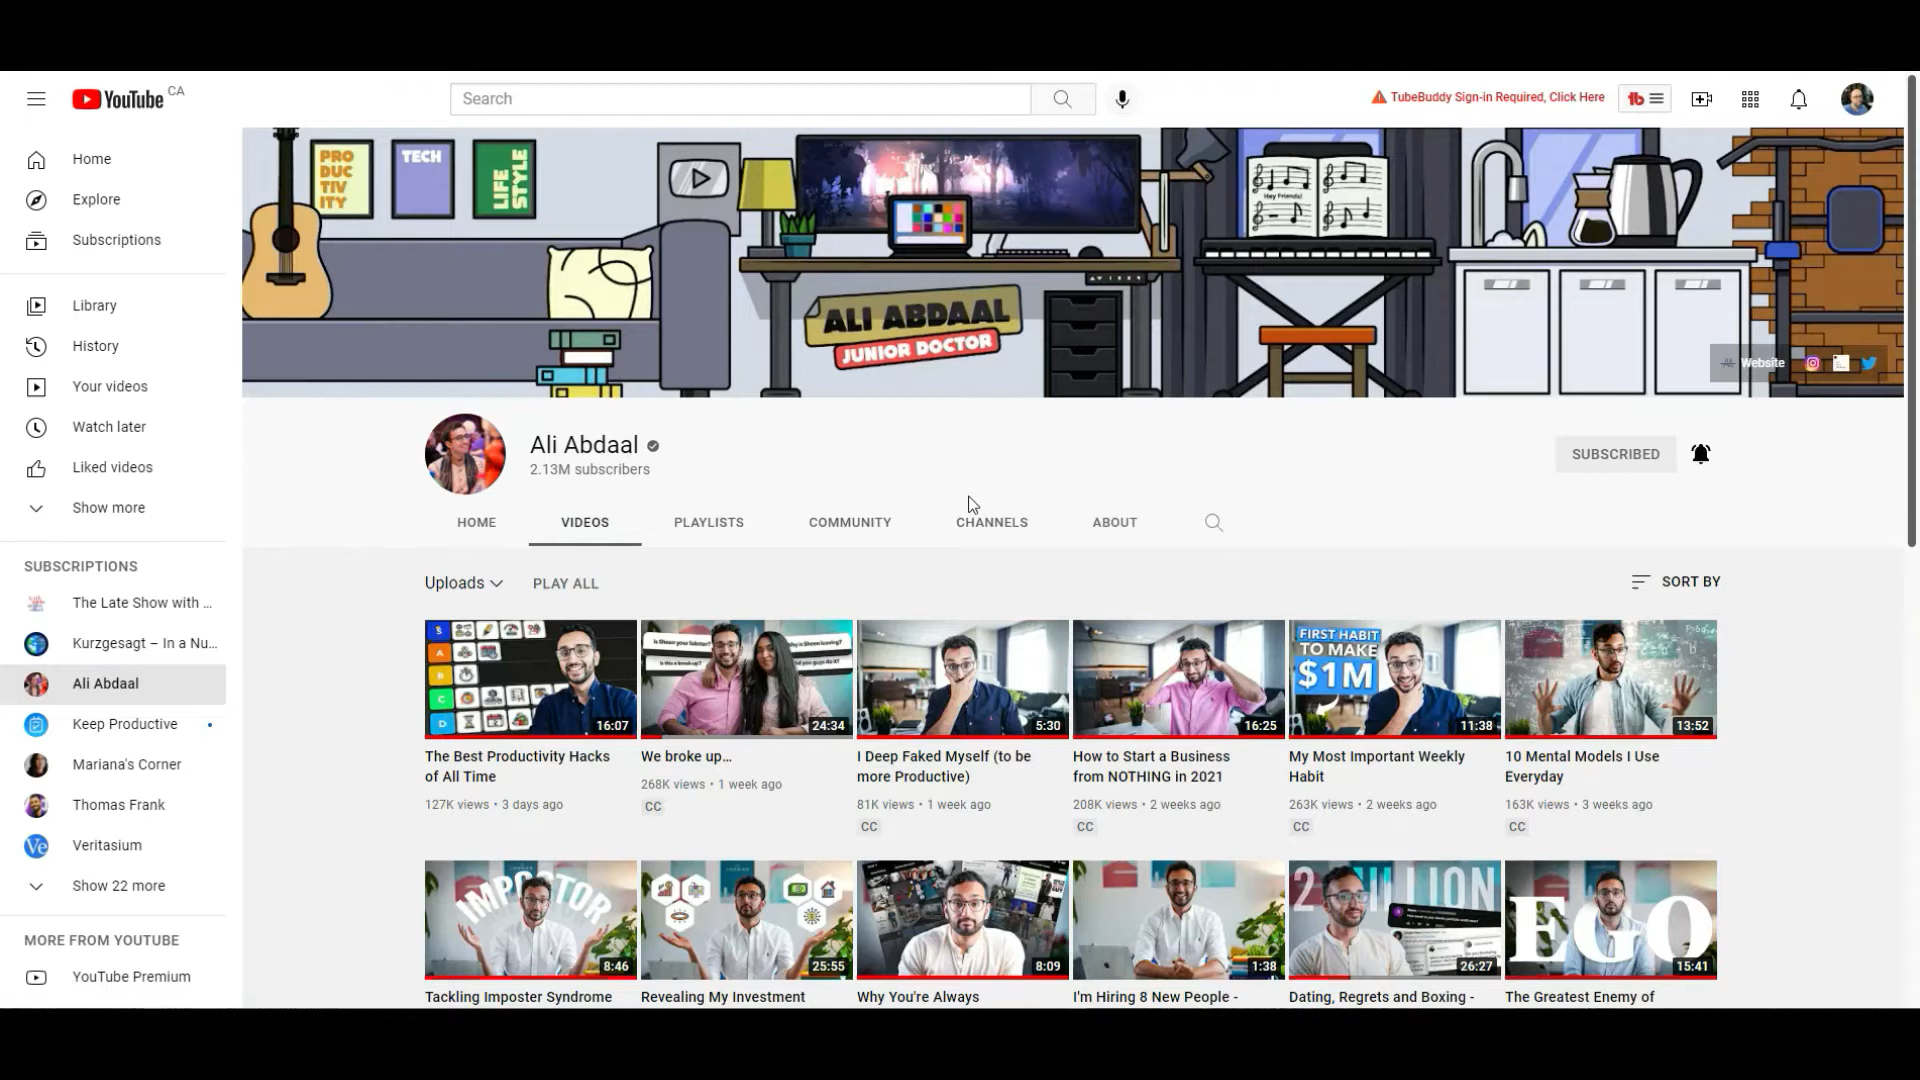 YouTube CA
Search
TubeBuddy Sign-in Required, Click Here
Home
Explore
Subscriptions
Library
History
Your videos
Watch later
Liked videos
Show more
SUBSCRIPTIONS
The Late Show with ...
Kurzgesagt – In a Nu...
Ali Abdaal
Keep Productive
Mariana's Corner
Thomas Frank
Veritasium
Show 22 more
MORE FROM YOUTUBE
YouTube Premium
PRO
DUC
TIV
ITY
TECH
LIFE
STYLE
Hey Friends!
ALI ABDAAL
JUNIOR DOCTOR
Website
Ali Abdaal
2.13M subscribers
SUBSCRIBED
HOME
VIDEOS
PLAYLISTS
COMMUNITY
CHANNELS
ABOUT
Uploads
PLAY ALL
SORT BY
S
A
B
C
D
16:07
The Best Productivity Hacks
of All Time
127K views • 3 days ago
24:34
We broke up...
268K views • 1 week ago
CC
5:30
I Deep Faked Myself (to be
more Productive)
81K views • 1 week ago
CC
16:25
How to Start a Business
from NOTHING in 2021
208K views • 2 weeks ago
CC
FIRST HABIT
TO MAKE
$1M
11:38
My Most Important Weekly
Habit
263K views • 2 weeks ago
CC
13:52
10 Mental Models I Use
Everyday
163K views • 3 weeks ago
CC
IMPOSTOR
8:46
Tackling Imposter Syndrome
25:55
Revealing My Investment
8:09
Why You're Always
1:38
I'm Hiring 8 New People -
2 MILLION
26:27
Dating, Regrets and Boxing -
EGO
15:41
The Greatest Enemy of